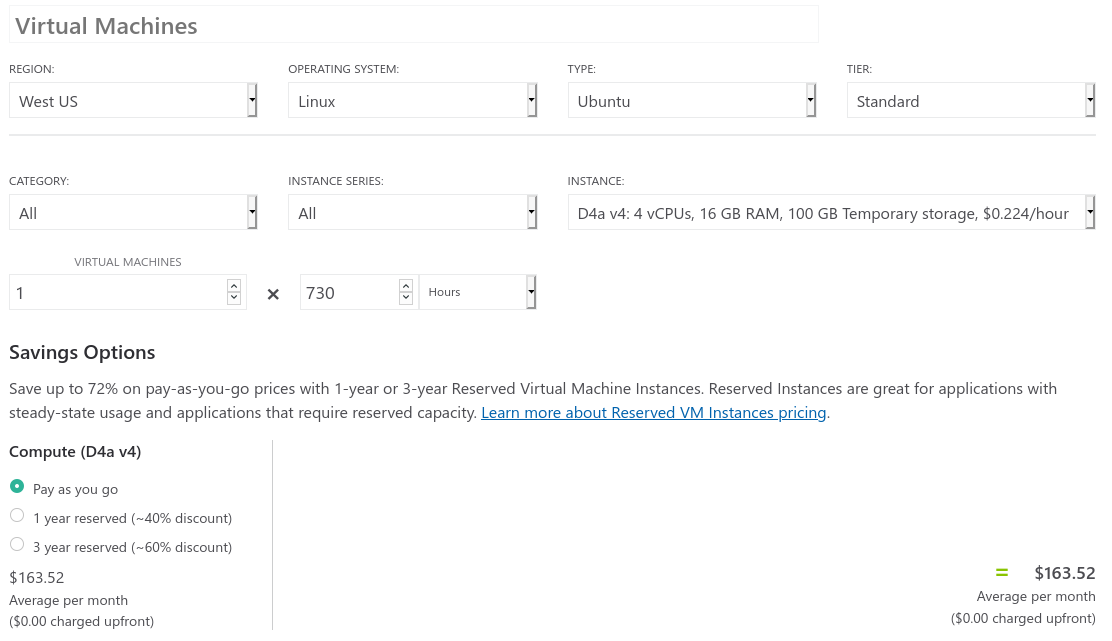 Virtual Machines
REGION: OPERATING SYSTEM: TYPE: TIER:
West US Linux Ubuntu Standard
CATEGORY: INSTANCE SERIES: INSTANCE:
All All D4a v4: 4 vCPUs, 16 GB RAM, 100 GB Temporary storage, $0.224/hour
VIRTUAL MACHINES
1 × 730 Hours
Savings Options
Save up to 72% on pay-as-you-go prices with 1-year or 3-year Reserved Virtual Machine Instances. Reserved Instances are great for applications with
steady-state usage and applications that require reserved capacity. Learn more about Reserved VM Instances pricing.
Compute (D4a v4)
Pay as you go
1 year reserved (~40% discount)
3 year reserved (~60% discount)
$163.52
Average per month
($0.00 charged upfront)
= $163.52
Average per month
($0.00 charged upfront)